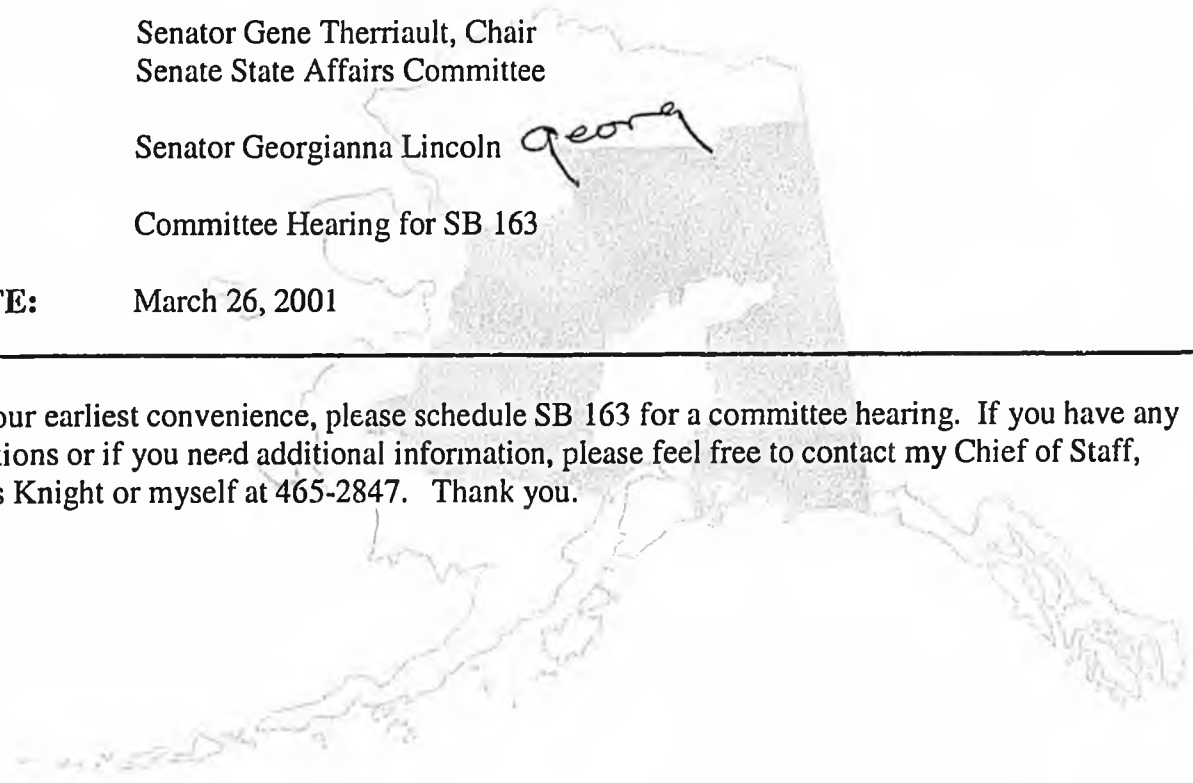 Senator Gene Therriault, Chair
Senate State Affairs Committee
Senator Georgianna Lincoln georg
Committee Hearing for SB 163
TE: March 26, 2001
our earliest convenience, please schedule SB 163 for a committee hearing. If you have any
ions or if you need additional information, please feel free to contact my Chief of Staff,
s Knight or myself at 465-2847. Thank you.